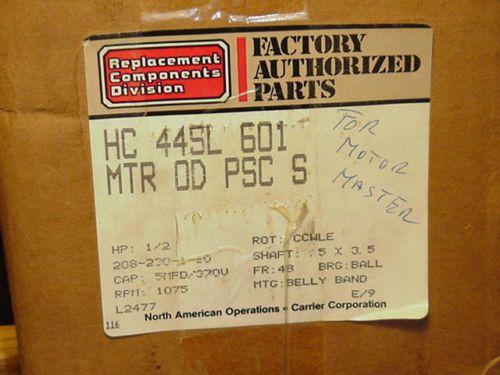 Replacement
Components
Division
FACTORY
AUTHORIZED
PARTS
HC 44SL 601
MTR OD PSC S
FOR
MOTOR
MASTER
HP: 1/2
CAP: 5MFD/370V
RPM: 1075
L2477
ROT: CCWLE
SHAFT: .5 X 3.5
FR:48 BRG:BALL
MTG:BELLY BAND
E/9
116
North American Operations - Carrier Corporation